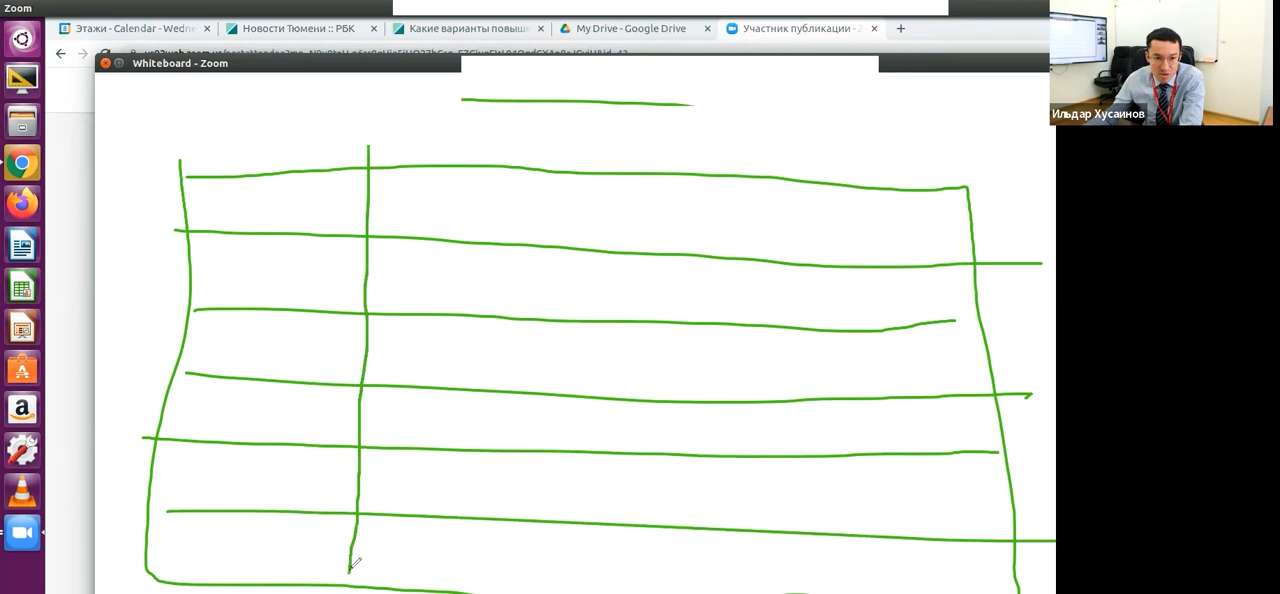 Zoom
Этажи - Calendar - Wedne
Новости Тюмени :: РБК
Какие варианты повыше
My Drive - Google Drive
Участник публикации - Z
Whiteboard - Zoom
Ильдар Хусаинов